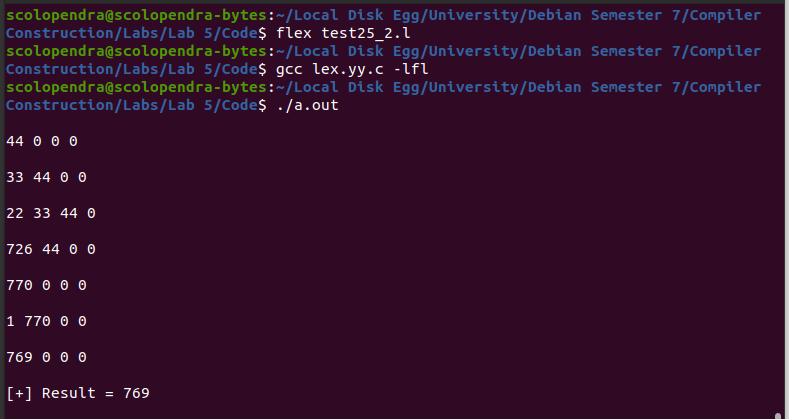 scolopendra@scolopendra-bytes:~/Local Disk Egg/University/Debian Semester 7/Compiler
Construction/Labs/Lab 5/Code$ flex test25_2.l
scolopendra@scolopendra-bytes:~/Local Disk Egg/University/Debian Semester 7/Compiler
Construction/Labs/Lab 5/Code$ gcc lex.yy.c -lfl
scolopendra@scolopendra-bytes:~/Local Disk Egg/University/Debian Semester 7/Compiler
Construction/Labs/Lab 5/Code$ ./a.out
44 0 0 0
33 44 0 0
22 33 44 0
726 44 0 0
770 0 0 0
1 770 0 0
769 0 0 0
[+] Result = 769